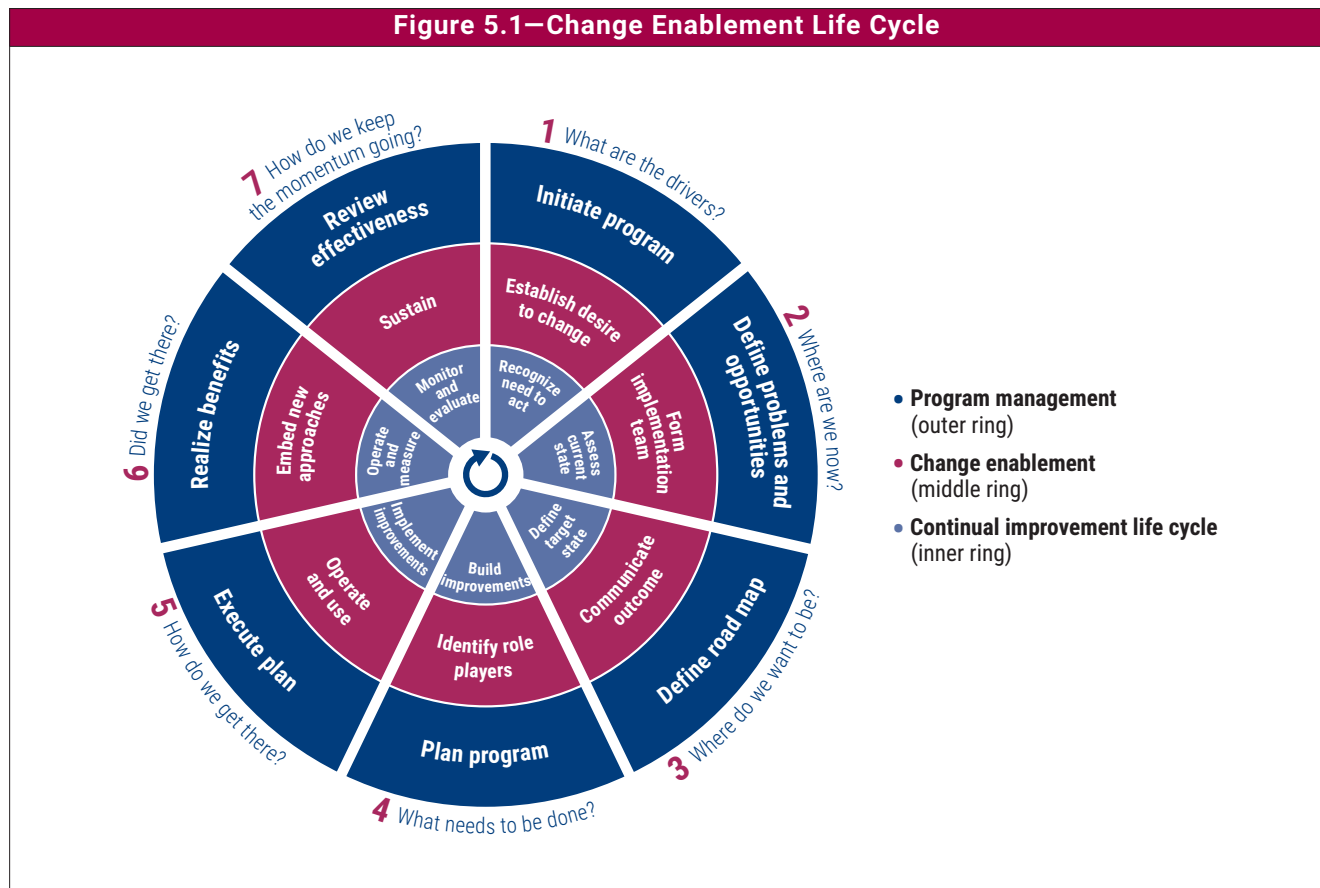 Figure 5.1—Change Enablement Life Cycle
1 What are the drivers?
Initiate program
Establish desire
to change
Recognize
need to
act
2 Where are we now?
Define problems and
opportunities
Form
implementation
team
Assess
current
state
3 Where do we want to be?
Define road map
Communicate
outcome
Define
target
state
4 What needs to be done?
Plan program
Identify role
players
Build
improvements
5 How do we get there?
Execute plan
Operate
and use
Implement
improvements
6 Did we get there?
Realize benefits
Embed new
approaches
Operate
and
measure
7 How do we keep
the momentum going?
Review
effectiveness
Sustain
Monitor
and
evaluate
• Program management
(outer ring)
• Change enablement
(middle ring)
• Continual improvement life cycle
(inner ring)